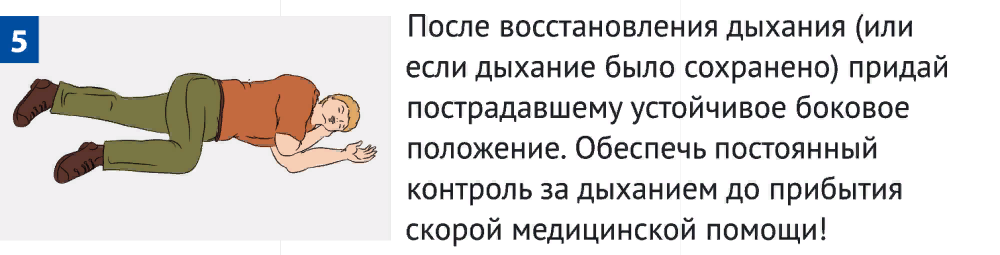 5
После восстановления дыхания (или
если дыхание было сохранено) придай
пострадавшему устойчивое боковое
положение. Обеспечь постоянный
контроль за дыханием до прибытия
скорой медицинской помощи!